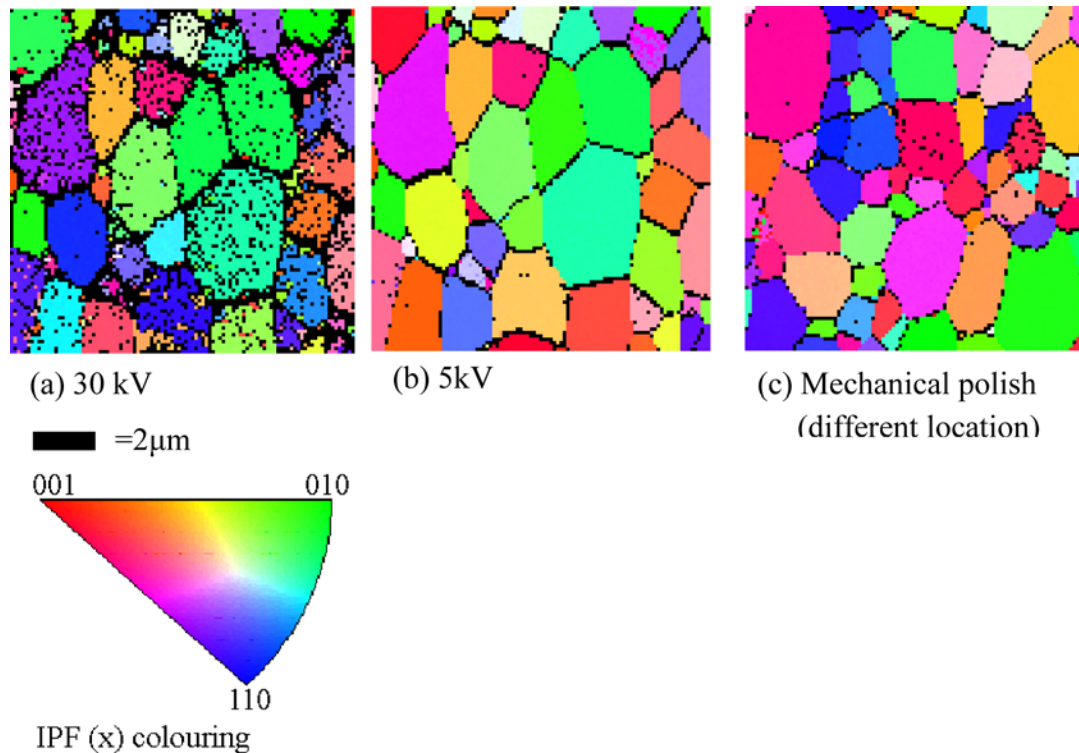 (a) 30 kV
(b) 5kV
(c) Mechanical polish
(different location)
=2μm
001
010
110
IPF (x) colouring